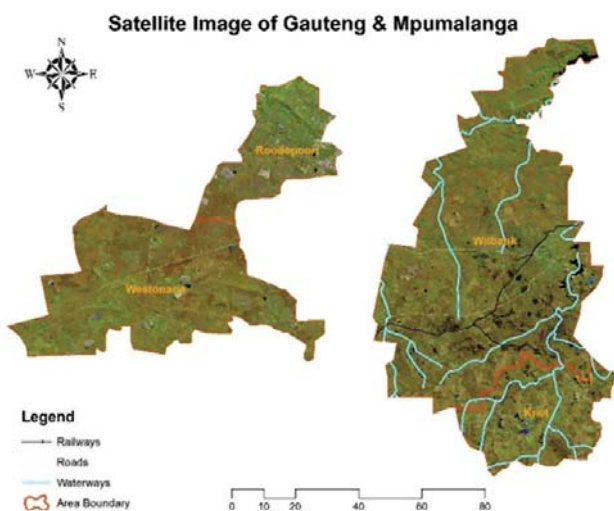 Satellite Image of Gauteng & Mpumalanga
N
W E
S
Roodepoort
Witbank
Westonaria
Kriel
Legend
Railways
Roads
Waterways
Area Boundary
0 10 20 40 60 80